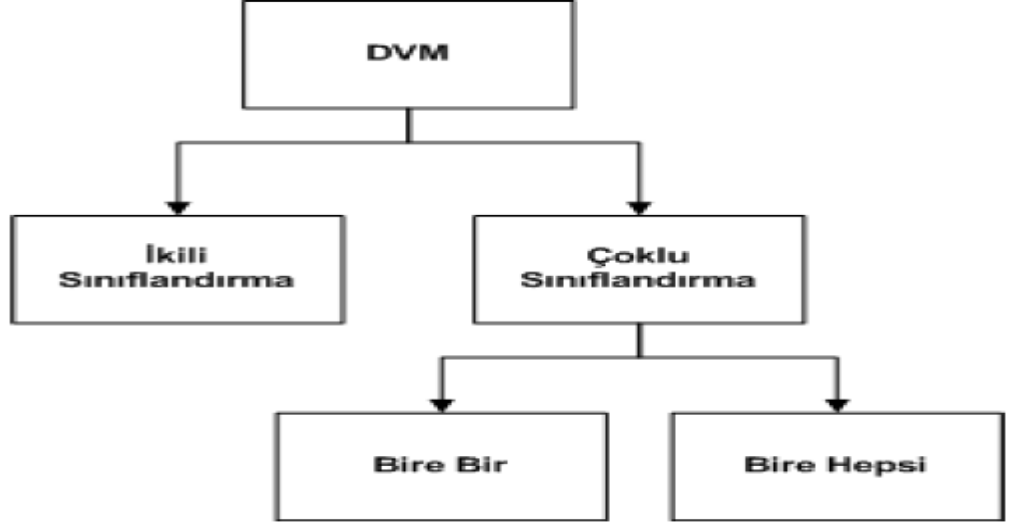 DVM
İkili
Sınıflandırma
Çoklu
Sınıflandırma
Bire Bir
Bire Hepsi